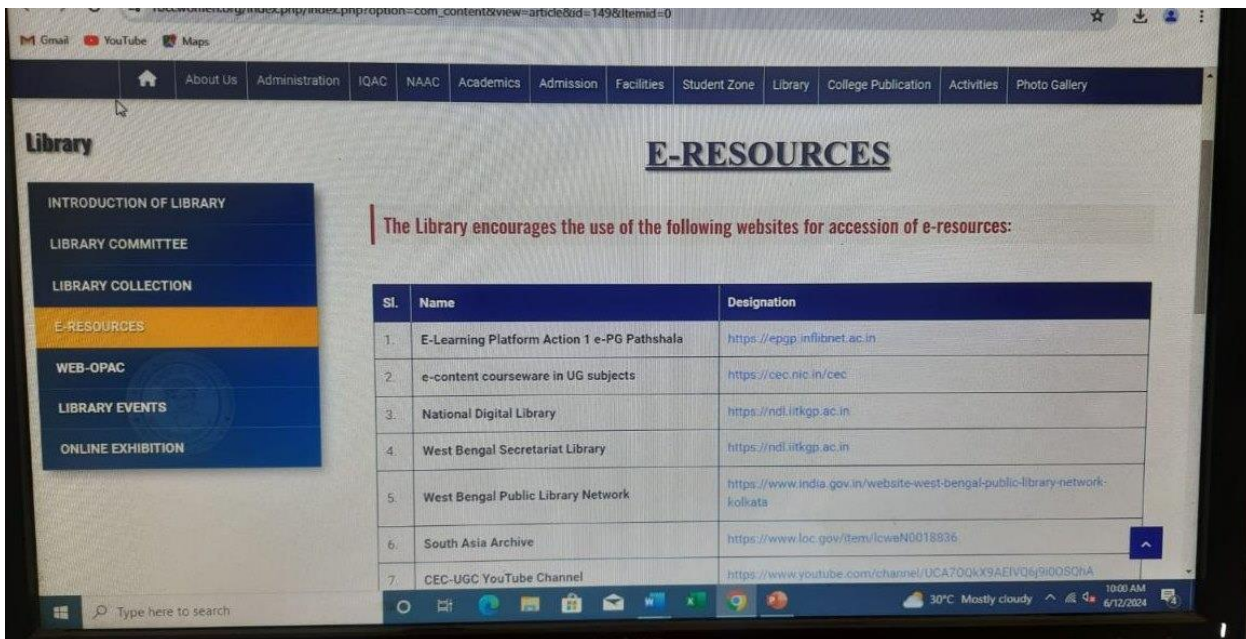 Gmail YouTube Maps
About Us Administration IQAC NAAC Academics Admission Facilities Student Zone Library College Publication Activities Photo Gallery
Library
INTRODUCTION OF LIBRARY
LIBRARY COMMITTEE
LIBRARY COLLECTION
E-RESOURCES
WEB-OPAC
LIBRARY EVENTS
ONLINE EXHIBITION
E-RESOURCES
The Library encourages the use of the following websites for accession of e-resources:
Sl. Name Designation
1. E-Learning Platform Action 1 e-PG Pathshala https://epgp.inflibnet.ac.in
2. e-content courseware in UG subjects https://cec.nic.in/cec
3. National Digital Library https://ndl.iitkgp.ac.in
4. West Bengal Secretariat Library https://ndl.iitkgp.ac.in
5. West Bengal Public Library Network https://www.india.gov.in/website-west-bengal-public-library-network-
kolkata
6. South Asia Archive https://www.loc.gov/item/lcwaN0018836
7. CEC-UGC YouTube Channel
Type here to search
30°C Mostly cloudy
10:00 AM
6/12/2024